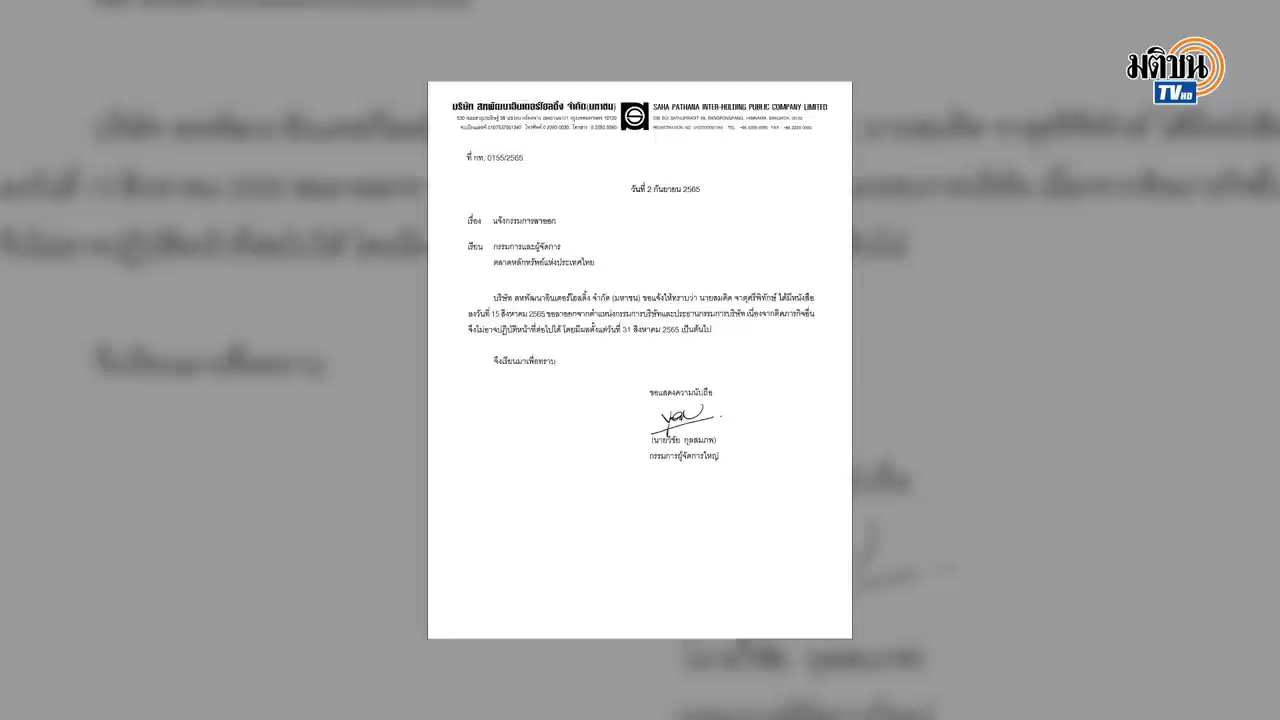 มติชน
TV HD
บริษัท สหพัฒนาอินเตอร์โฮลดิ้ง จำกัด(มหาชน)
SAHA PATHANA INTER-HOLDING PUBLIC COMPANY LIMITED
ที่ กท. 0155/2565
วันที่ 2 กันยายน 2565
เรื่อง แจ้งกรรมการลาออก
เรียน กรรมการและผู้จัดการ
ตลาดหลักทรัพย์แห่งประเทศไทย
บริษัท สหพัฒนาอินเตอร์โฮลดิ้ง จำกัด (มหาชน) ขอแจ้งให้ทราบว่า นายสมคิด จาตุศรีพิทักษ์ ได้มีหนังสือ
ลงวันที่ 15 สิงหาคม 2565 ขอลาออกจากตำแหน่งกรรมการบริษัทและประธานกรรมการบริษัท เนื่องจากติดภารกิจอื่น
จึงไม่อาจปฏิบัติหน้าที่ต่อไปได้ โดยมีผลตั้งแต่วันที่ 31 สิงหาคม 2565 เป็นต้นไป
จึงเรียนมาเพื่อทราบ
ขอแสดงความนับถือ
(นายวิชัย กุลสมภพ)
กรรมการผู้จัดการใหญ่